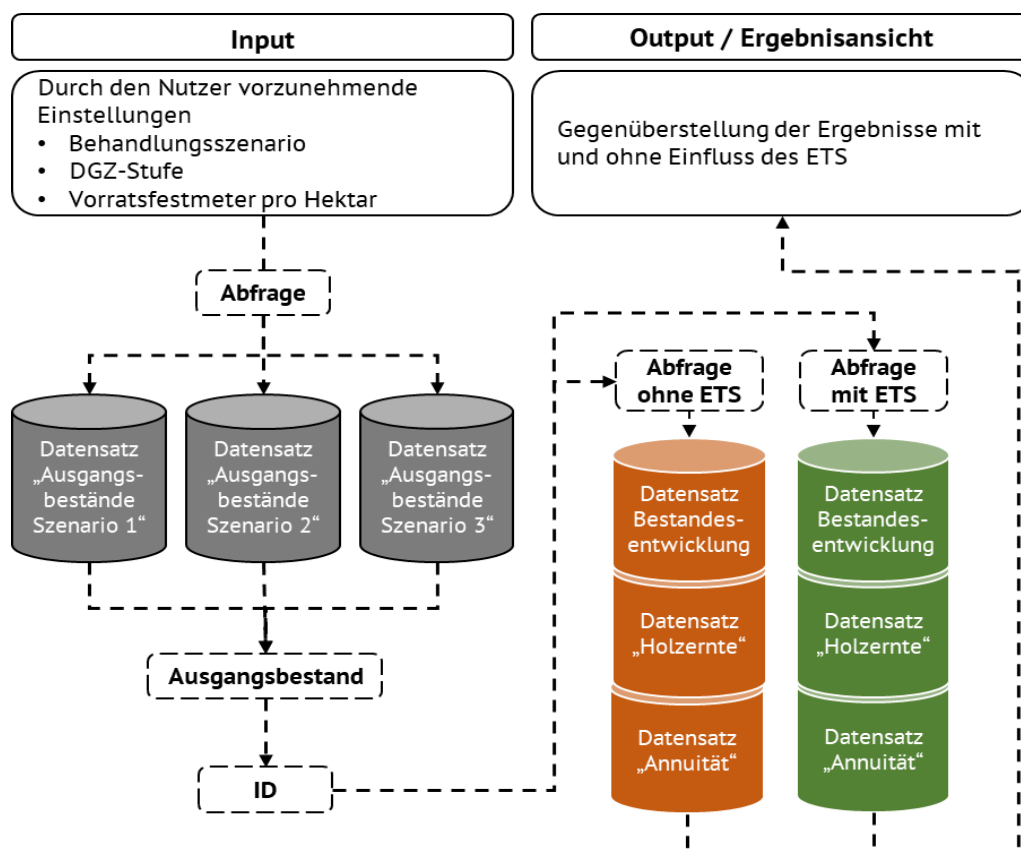 Input
Durch den Nutzer vorzunehmende
Einstellungen
• Behandlungsszenario
• DGZ-Stufe
• Vorratsfestmeter pro Hektar
Output / Ergebnisansicht
Gegenüberstellung der Ergebnisse mit
und ohne Einfluss des ETS
Abfrage
Datensatz
„Ausgangs-
bestände
Szenario 1“
Datensatz
„Ausgangs-
bestände
Szenario 2“
Datensatz
„Ausgangs-
bestände
Szenario 3“
Ausgangsbestand
ID
Abfrage
ohne ETS
Datensatz
Bestandes-
entwicklung
Datensatz
„Holzernte“
Datensatz
„Annuität“
Abfrage
mit ETS
Datensatz
Bestandes-
entwicklung
Datensatz
„Holzernte“
Datensatz
„Annuität“